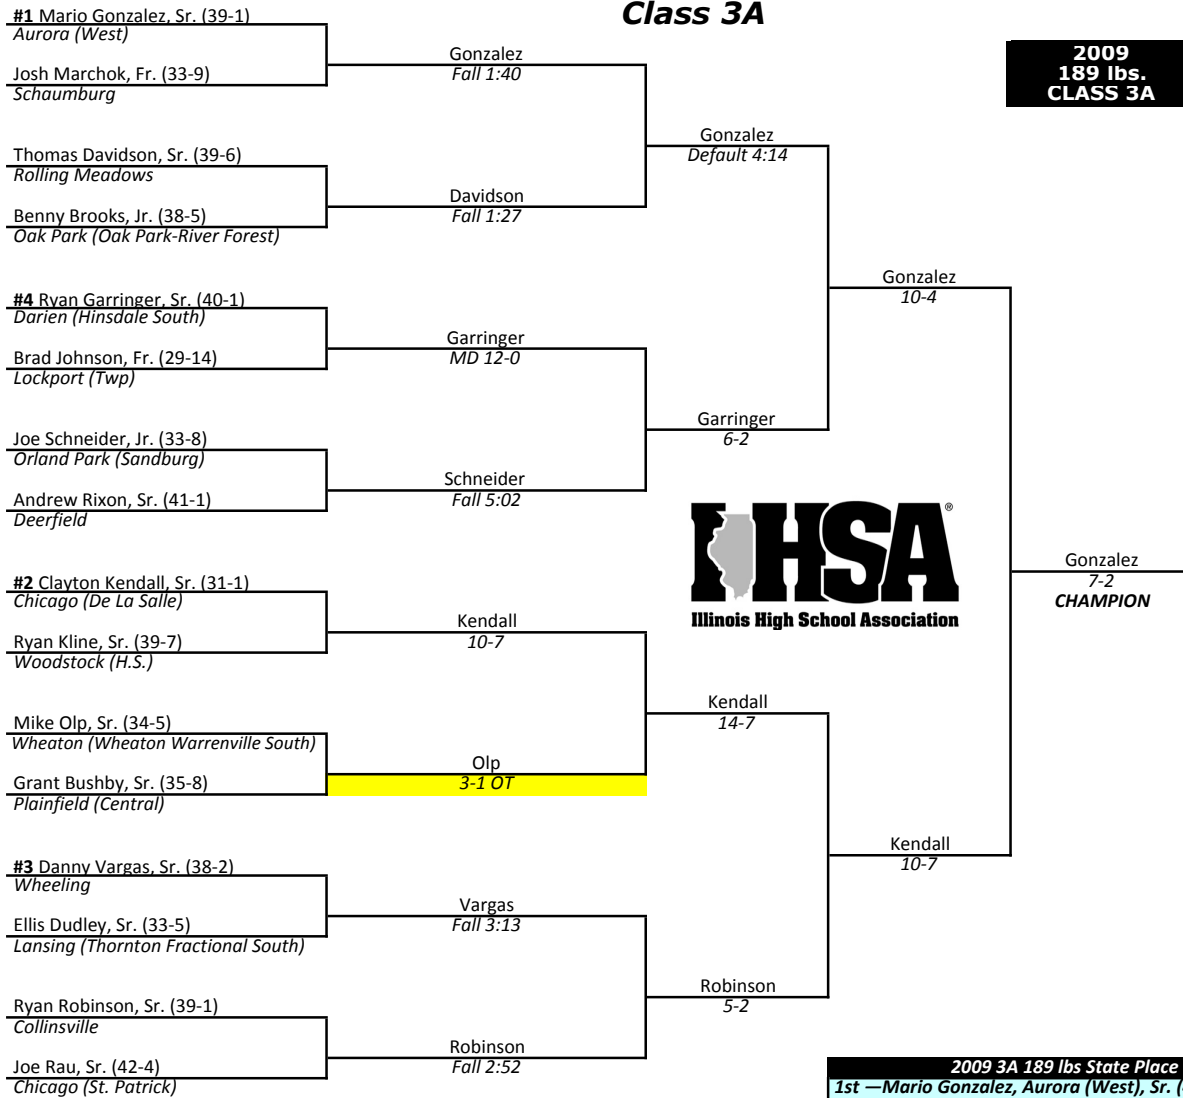 Class 3A
2009
189 lbs.
CLASS 3A
#1 Mario Gonzalez, Sr. (39-1)
Aurora (West)
Josh Marchok, Fr. (33-9)
Schaumburg
Thomas Davidson, Sr. (39-6)
Rolling Meadows
Benny Brooks, Jr. (38-5)
Oak Park (Oak Park-River Forest)
#4 Ryan Garringer, Sr. (40-1)
Darien (Hinsdale South)
Brad Johnson, Fr. (29-14)
Lockport (Twp)
Joe Schneider, Jr. (33-8)
Orland Park (Sandburg)
Andrew Rixon, Sr. (41-1)
Deerfield
#2 Clayton Kendall, Sr. (31-1)
Chicago (De La Salle)
Ryan Kline, Sr. (39-7)
Woodstock (H.S.)
Mike Olp, Sr. (34-5)
Wheaton (Wheaton Warrenville South)
Grant Bushby, Sr. (35-8)
Plainfield (Central)
#3 Danny Vargas, Sr. (38-2)
Wheeling
Ellis Dudley, Sr. (33-5)
Lansing (Thornton Fractional South)
Ryan Robinson, Sr. (39-1)
Collinsville
Joe Rau, Sr. (42-4)
Chicago (St. Patrick)
Gonzalez
Fall 1:40
Davidson
Fall 1:27
Garringer
MD 12-0
Schneider
Fall 5:02
Kendall
10-7
Olp
3-1 OT
Vargas
Fall 3:13
Robinson
Fall 2:52
Gonzalez
Default 4:14
Garringer
6-2
Kendall
14-7
Robinson
5-2
Gonzalez
10-4
Kendall
10-7
Gonzalez
7-2
CHAMPION
IHSA®
Illinois High School Association
2009 3A 189 lbs State Place
1st —Mario Gonzalez, Aurora (West), Sr. (